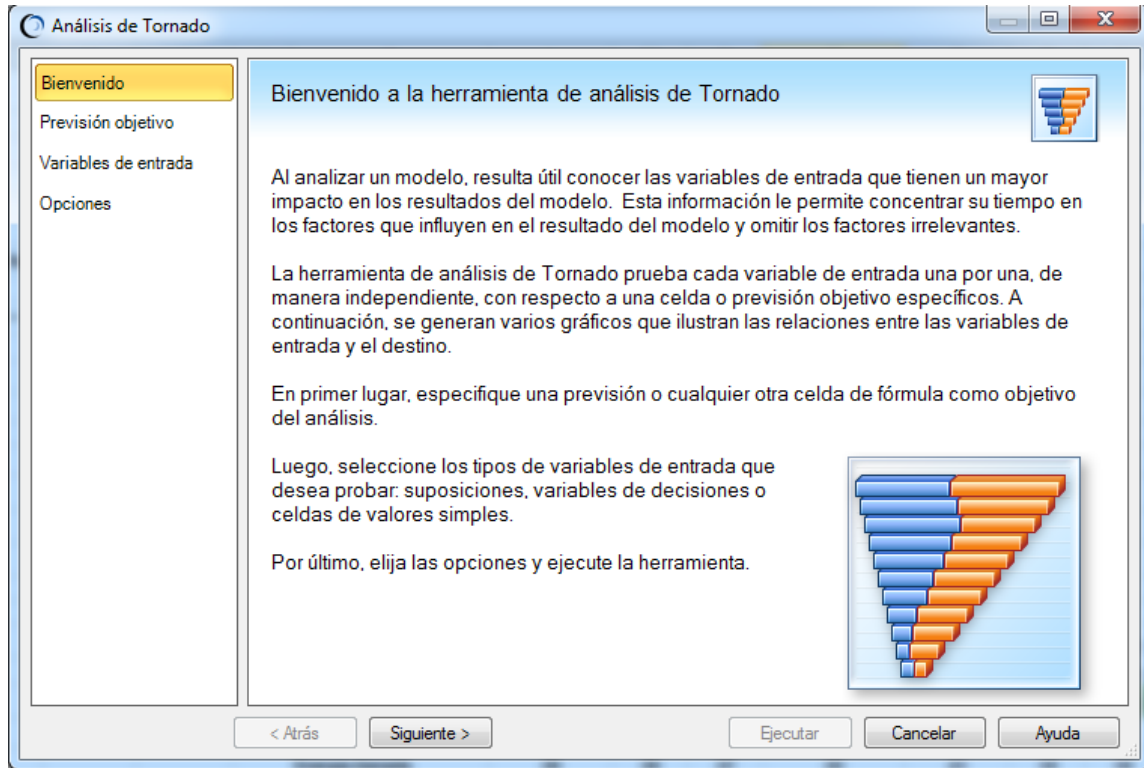 Análisis de Tornado
Bienvenido
Previsión objetivo
Variables de entrada
Opciones
Bienvenido a la herramienta de análisis de Tornado
Al analizar un modelo, resulta útil conocer las variables de entrada que tienen un mayor
impacto en los resultados del modelo. Esta información le permite concentrar su tiempo en
los factores que influyen en el resultado del modelo y omitir los factores irrelevantes.
La herramienta de análisis de Tornado prueba cada variable de entrada una por una, de
manera independiente, con respecto a una celda o previsión objetivo específicos. A
continuación, se generan varios gráficos que ilustran las relaciones entre las variables de
entrada y el destino.
En primer lugar, especifique una previsión o cualquier otra celda de fórmula como objetivo
del análisis.
Luego, seleccione los tipos de variables de entrada que
desea probar: suposiciones, variables de decisiones o
celdas de valores simples.
Por último, elija las opciones y ejecute la herramienta.
< Atrás
Siguiente >
Ejecutar
Cancelar
Ayuda